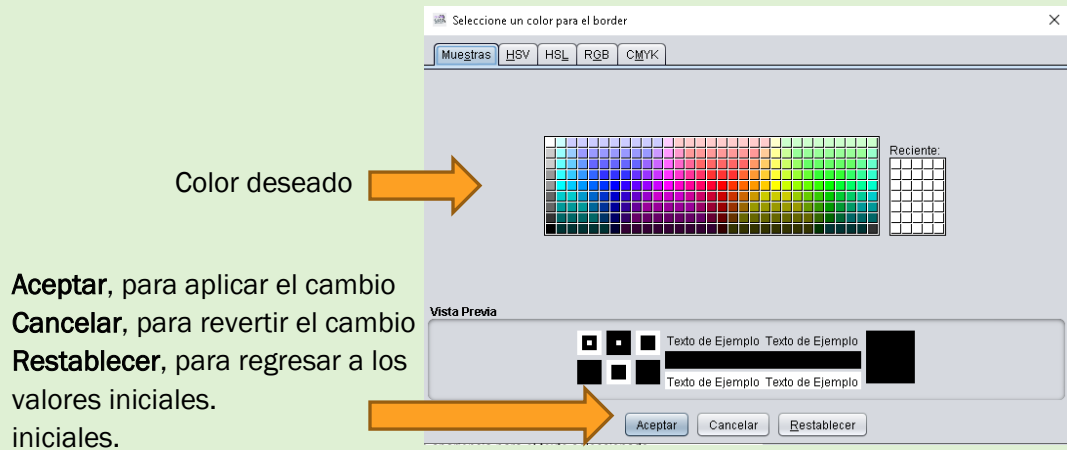 Seleccione un color para el border
Muestras HSV HSL RGB CMYK
Reciente:
Color deseado
Aceptar, para aplicar el cambio
Cancelar, para revertir el cambio
Restablecer, para regresar a los
valores iniciales.
iniciales.
Vista Previa
Texto de Ejemplo Texto de Ejemplo
Texto de Ejemplo Texto de Ejemplo
Aceptar Cancelar Restablecer